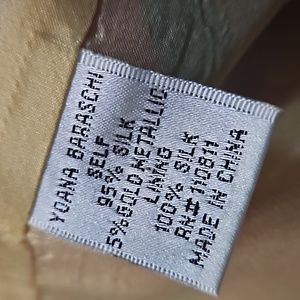 YOANA BARASCHI
SELF
95% SILK
5% GOLD METALLIC
LINING
100% SILK
RN# 110811
MADE IN CHINA